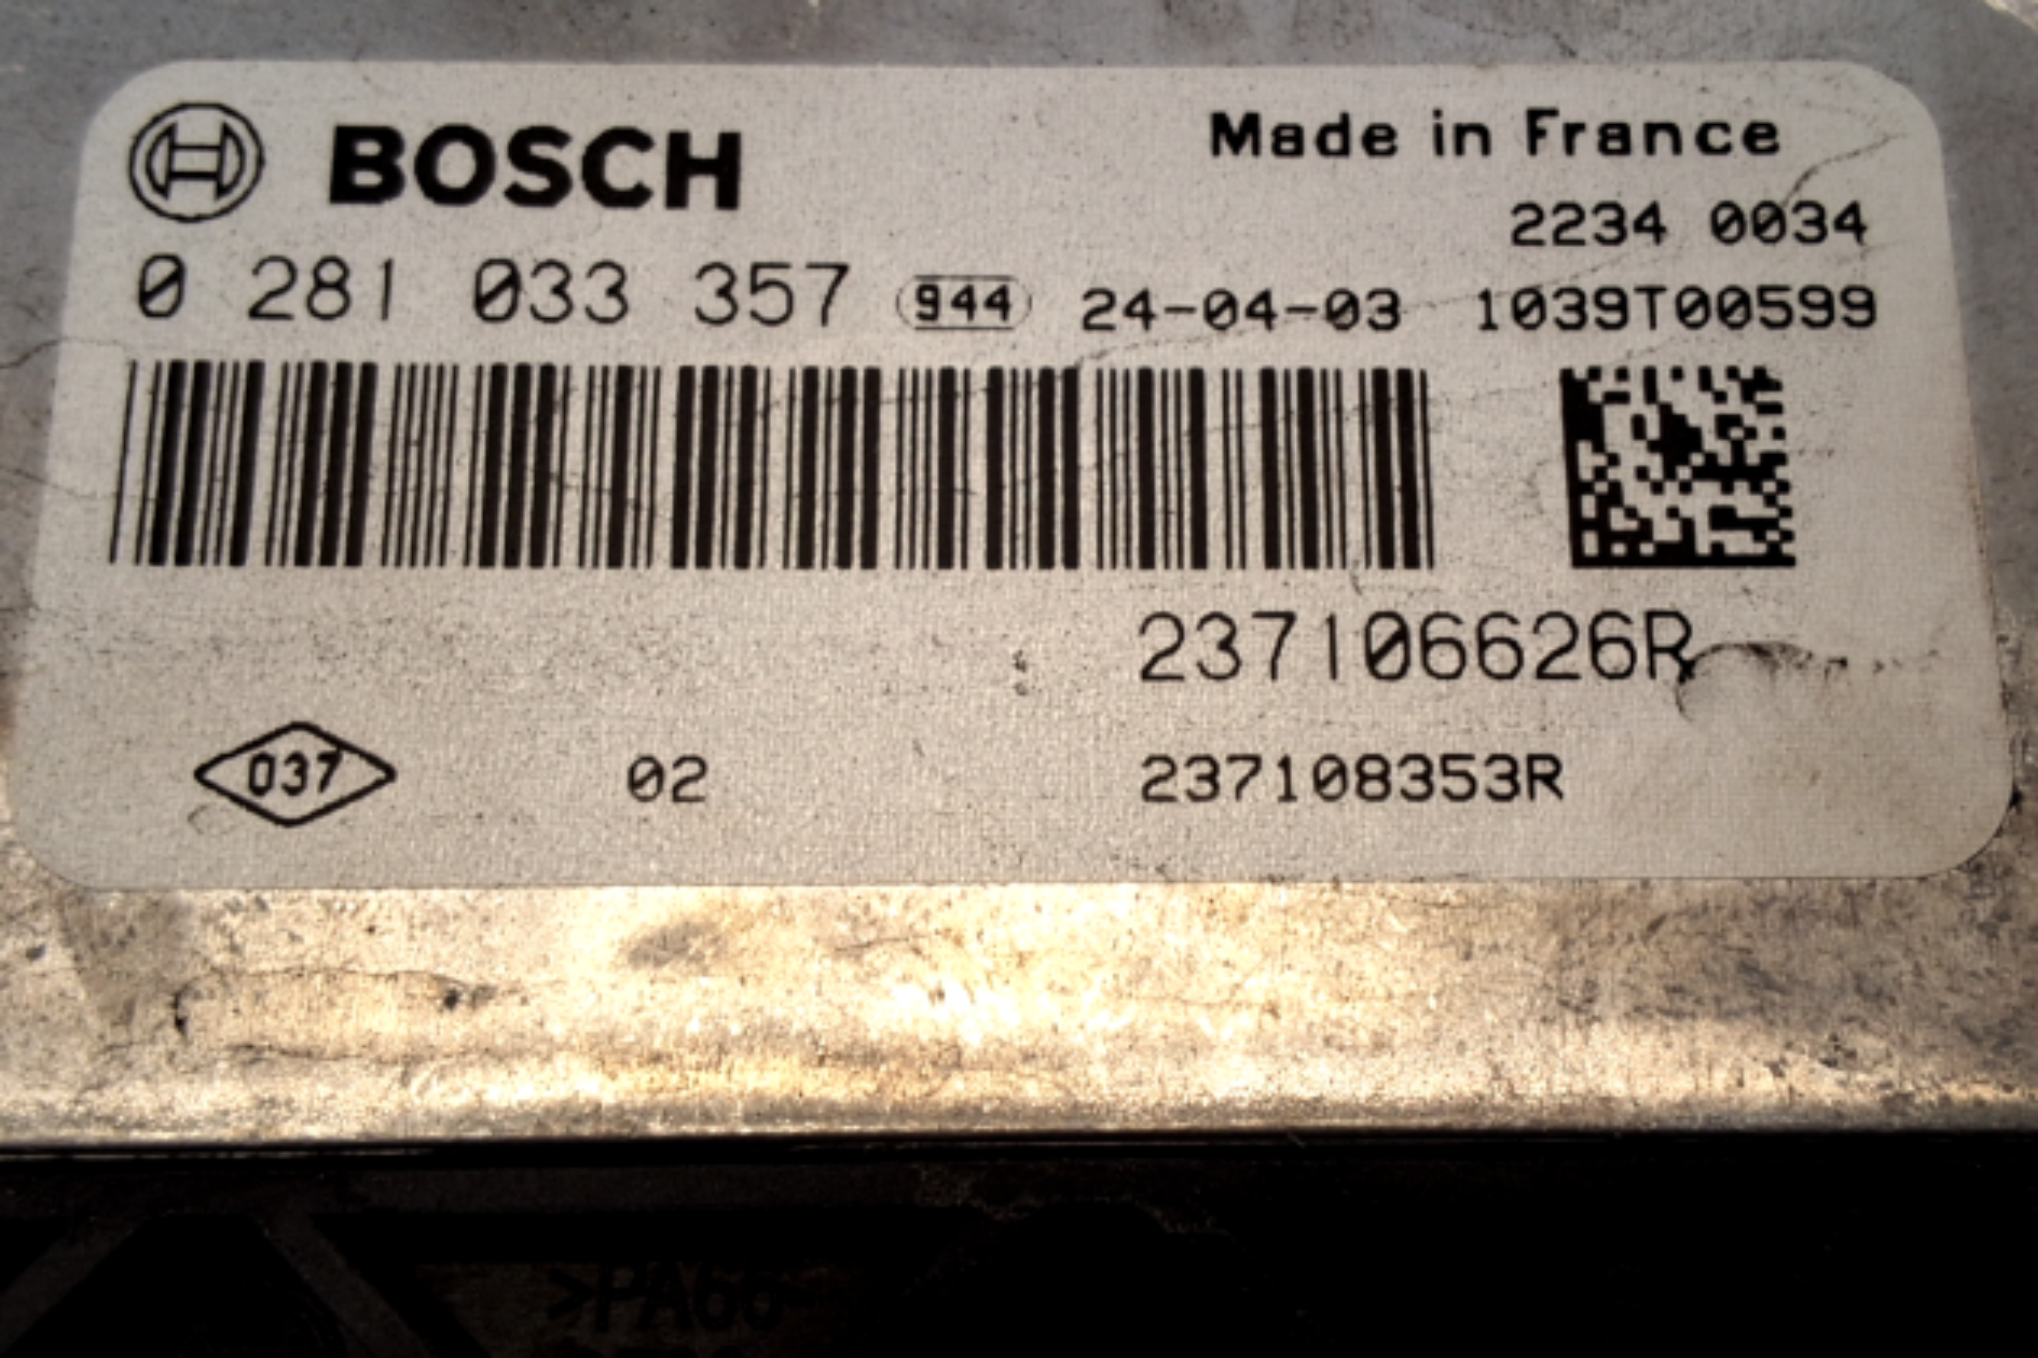 BOSCH
Made in France
2234 0034
0 281 033 357 944 24-04-03 1039T00599
237106626R
037 02 237108353R
>PA66